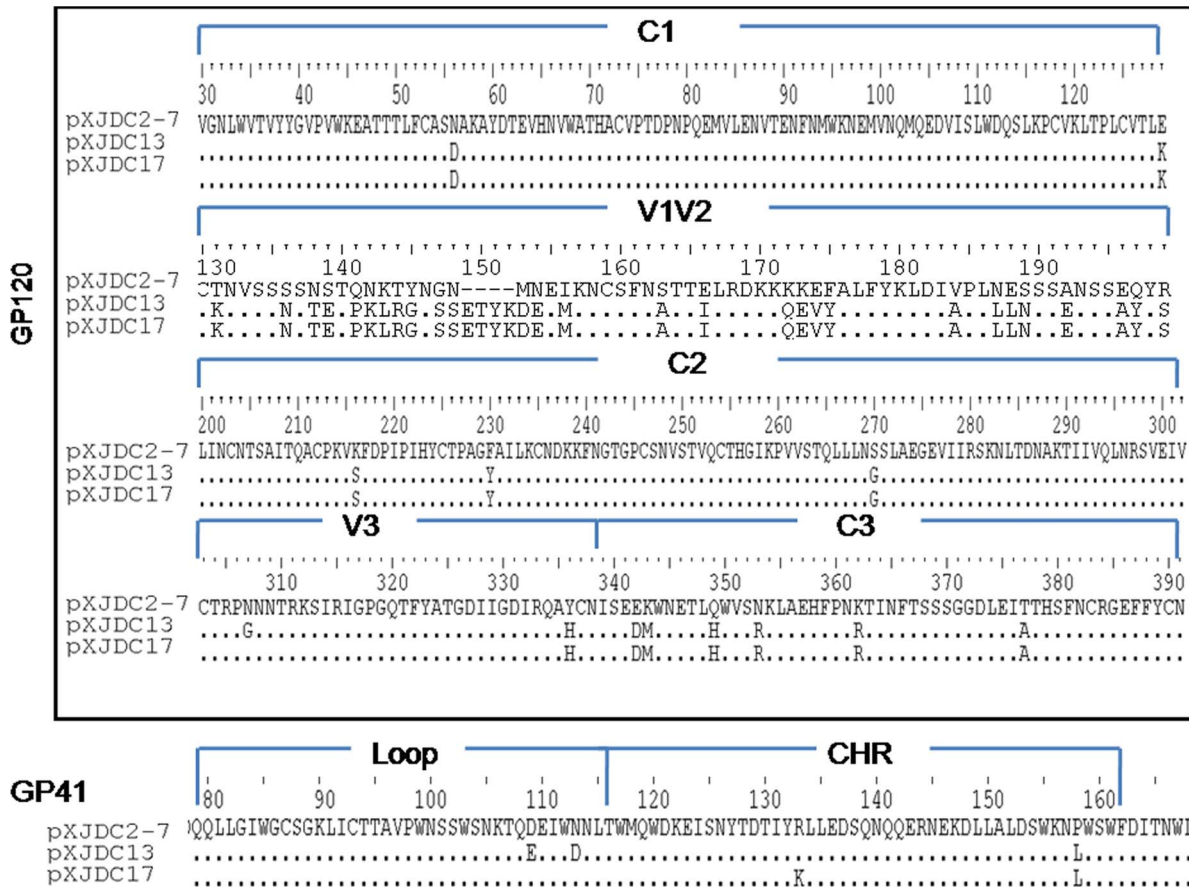 GP120
C1
30 40 50 60 70 80 90 100 110 120
pXJDC2-7 VGNLWVTVYYGVPVWKEATTTLFCASNAKAYDTEVHNVWATHACVPTDPNPQEMVLENVTENFNMWKNEMVNQMQEDVISLWDQSLKPCVKLTPLCVTLE
pXJDC13 ..........................D........................................................................K
pXJDC17 ..........................D........................................................................K
V1V2
130 140 150 160 170 180 190
pXJDC2-7 CTNVSSSSNSTQNKTYNGN----MNEIKNCSFNSTTELRDKKKKEFALFYKLDIVPLNESSSANSSEQYR
pXJDC13 .K....N.TE.PKLRG.SSETYKDE.M......A..I.....QEVY........A..LLN..E...AY.S
pXJDC17 .K....N.TE.PKLRG.SSETYKDE.M......A..I.....QEVY........A..LLN..E...AY.S
C2
200 210 220 230 240 250 260 270 280 290 300
pXJDC2-7 LINCNTSAITQACPKVKFDPIPIHYCTPAGFAILKCNDKKFNGTGPCSNVSTVQCTHGIKPVVSTQLLLNSSLAEGEVIIRSKNLTDNAKTIIVQLNRSVEIV
pXJDC13 ................S.............Y.......................................G................................
pXJDC17 ................S.............Y.......................................G................................
V3 C3
310 320 330 340 350 360 370 380 390
pXJDC2-7 CTRPNNNTRKSIRIGPGQTFYATGDIIGDIRQAYCNISEEKWNETLQWVSNKLAEHFPNKTINFTSSSGGDLEITTHSFNCRGEFFYCN
pXJDC13 ....G............................H.....DM.....H...R........R..............A..............
pXJDC17 .................................H.....DM.....H...R........R..............A..............
Loop CHR
GP41
80 90 100 110 120 130 140 150 160
pXJDC2-7 QQLLGIWGCSGKLICTTAVPWNSSWSNKTQDEIWNNLTWMQWDKEISNYTDTIYRLLEDSQNQQERNEKDLLALDSWKNPWSWFDITNW
pXJDC13 ..............................E...D............................................L.........
pXJDC17 ......................................................K........................L.........